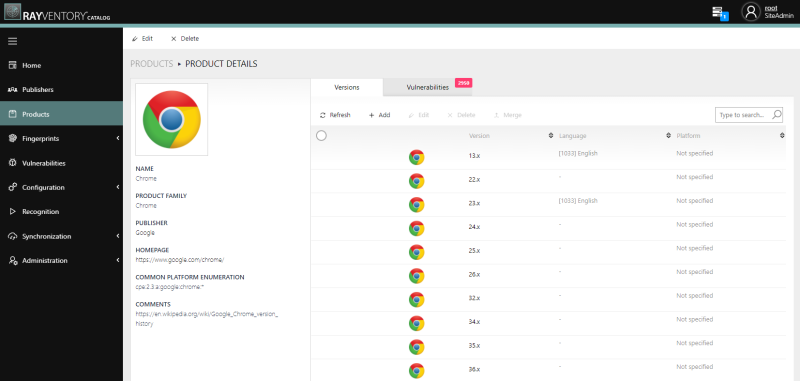 RAYVENTORY CATALOG
1
root
SiteAdmin
Edit
Delete
Home
Publishers
Products
Fingerprints
Vulnerabilities
Configuration
Recognition
Synchronization
Administration
PRODUCTS ▸ PRODUCT DETAILS
NAME
Chrome
PRODUCT FAMILY
Chrome
PUBLISHER
Google
HOMEPAGE
https://www.google.com/chrome/
COMMON PLATFORM ENUMERATION
cpe:2.3:a:google:chrome:*
COMMENTS
https://en.wikipedia.org/wiki/Google_Chrome_version_
history
Versions
Vulnerabilities 2958
Refresh
Add
Edit
Delete
Merge
Type to search...
Version Language Platform
13.x [1033] English Not specified
22.x - Not specified
23.x [1033] English Not specified
24.x - Not specified
25.x - Not specified
26.x - Not specified
32.x - Not specified
34.x - Not specified
35.x - Not specified
36.x - Not specified